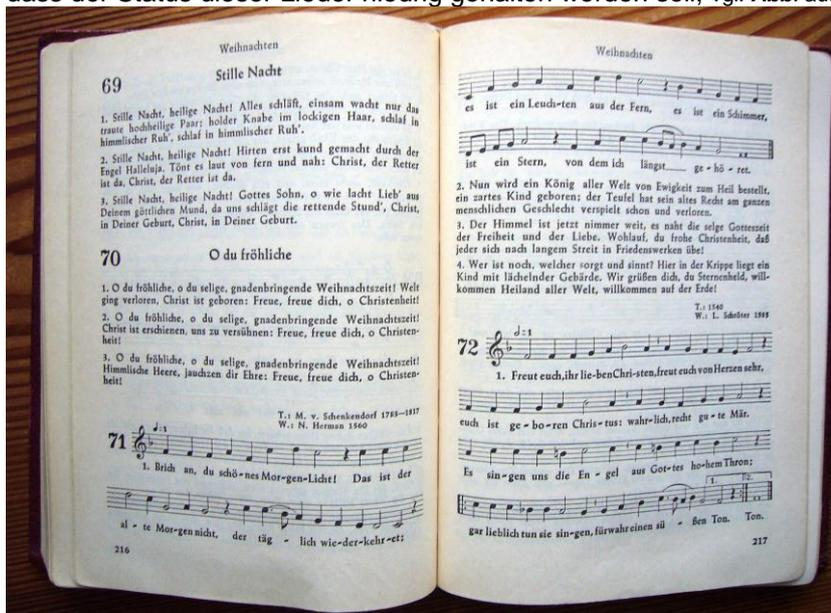 dass der Status dieser Lieder niedrig gehalten werden soll, vgl.
Weihnachten
69
Stille Nacht
1. Stille Nacht, heilige Nacht! Alles schläft, einsam wacht nur das
traute hochheilige Paar; holder Knabe im lockigen Haar, schlaf in
himmlischer Ruh', schlaf in himmlischer Ruh'.
2. Stille Nacht, heilige Nacht! Hirten erst kund gemacht durch der
Engel Halleluja. Tönt es laut von fern und nah: Christ, der Retter
ist da, Christ, der Retter ist da.
3. Stille Nacht, heilige Nacht! Gottes Sohn, o wie lacht Lieb' aus
Deinem göttlichen Mund, da uns schlägt die rettende Stund', Christ,
in Deiner Geburt, Christ, in Deiner Geburt.
70
O du fröhliche
1. O du fröhliche, o du selige, gnadenbringende Weihnachtszeit! Welt
ging verloren, Christ ist geboren: Freue, freue dich, o Christenheit!
2. O du fröhliche, o du selige, gnadenbringende Weihnachtszeit!
Christ ist erschienen, uns zu versühnen: Freue, freue dich, o Christen-
heit!
3. O du fröhliche, o du selige, gnadenbringende Weihnachtszeit!
Himmlische Heere, jauchzen dir Ehre: Freue, freue dich, o Christen-
heit!
T.: M. v. Schenkendorf 1783–1817
W.: N. Herman 1560
71
1. Brich an, du schö-nes Mor-gen-Licht! Das ist der
al-te Mor-gen nicht, der täg - lich wie-der-keh-ret;
216
Weihnachten
es ist ein Leuch-ten aus der Fern, es ist ein Schimmer,
ist ein Stern, von dem ich längst ge-hö-ret.
2. Nun wird ein König aller Welt von Ewigkeit zum Heil bestellt,
ein zartes Kind geboren; der Teufel hat sein altes Recht am ganzen
menschlichen Geschlecht verspielt schon und verloren.
3. Der Himmel ist jetzt nimmer weit, es naht die selge Gotteszeit
der Freiheit und der Liebe. Wohlauf, du frohe Christenheit, daß
jeder sich nach langem Streit in Friedenswerken übe!
4. Wer ist noch, welcher sorgt und sinnt? Hier in der Krippe liegt ein
Kind mit lächelnder Gebärde. Wir grüßen dich, du Sternenheld, will-
kommen Heiland aller Welt, willkommen auf der Erde!
T.: 1540
W.: L. Schröter
72
1. Freut euch, ihr lie-ben Chri-sten, freut euch von Herzen sehr,
euch ist ge-bo-ren Chris-tus: wahr-lich, recht gu-te Mär.
Es sin-gen uns die En-gel aus Got-tes ho-hem Thron;
1. 2.
gar lieblich tun sie sin-gen, fürwahr einen sü - ßen Ton. Ton.
217